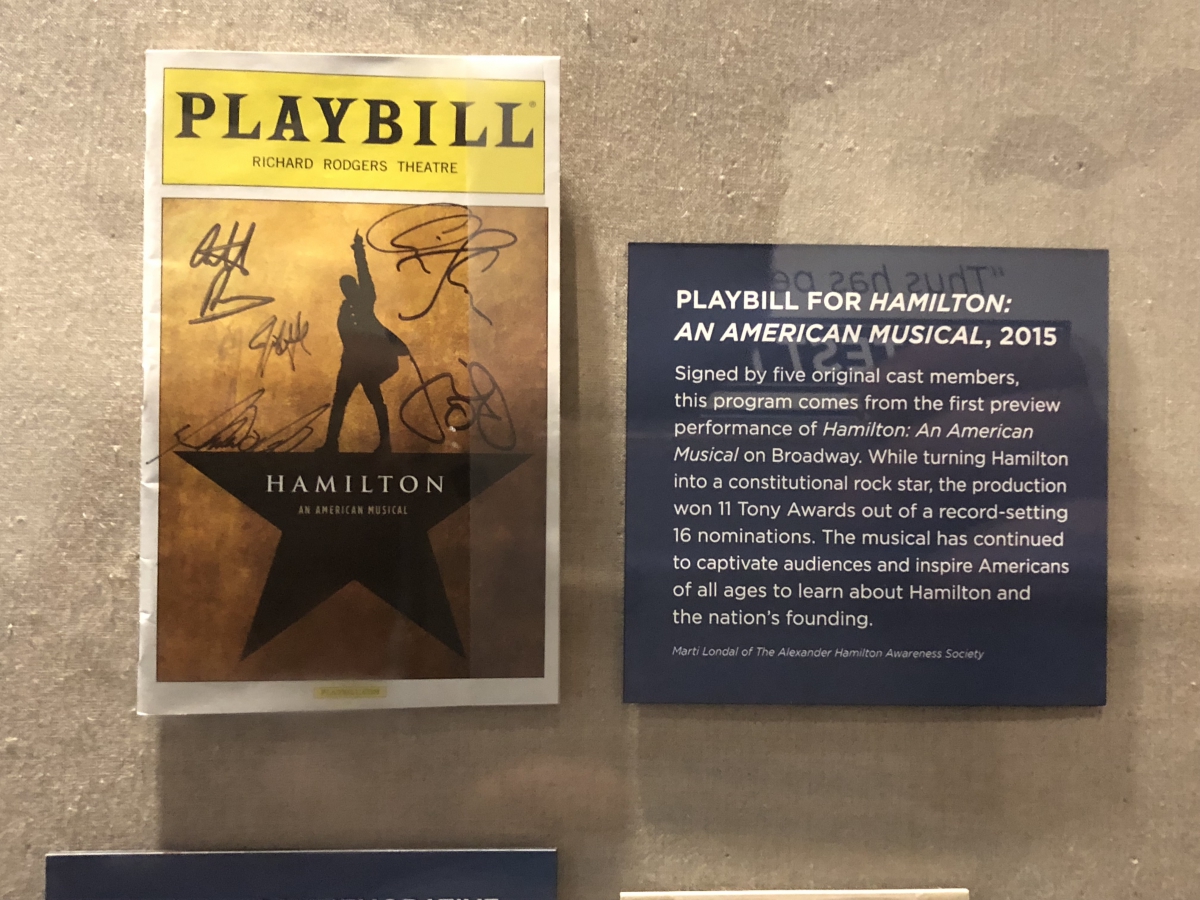 PLAYBILL®
RICHARD RODGERS THEATRE
HAMILTON
AN AMERICAN MUSICAL
PLAYBILL.COM
"Thus has
PLAYBILL FOR HAMILTON:
AN AMERICAN MUSICAL, 2015
Signed by five original cast members,
this program comes from the first preview
performance of Hamilton: An American
Musical on Broadway. While turning Hamilton
into a constitutional rock star, the production
won 11 Tony Awards out of a record-setting
16 nominations. The musical has continued
to captivate audiences and inspire Americans
of all ages to learn about Hamilton and
the nation's founding.
Marti Londal of The Alexander Hamilton Awareness Society